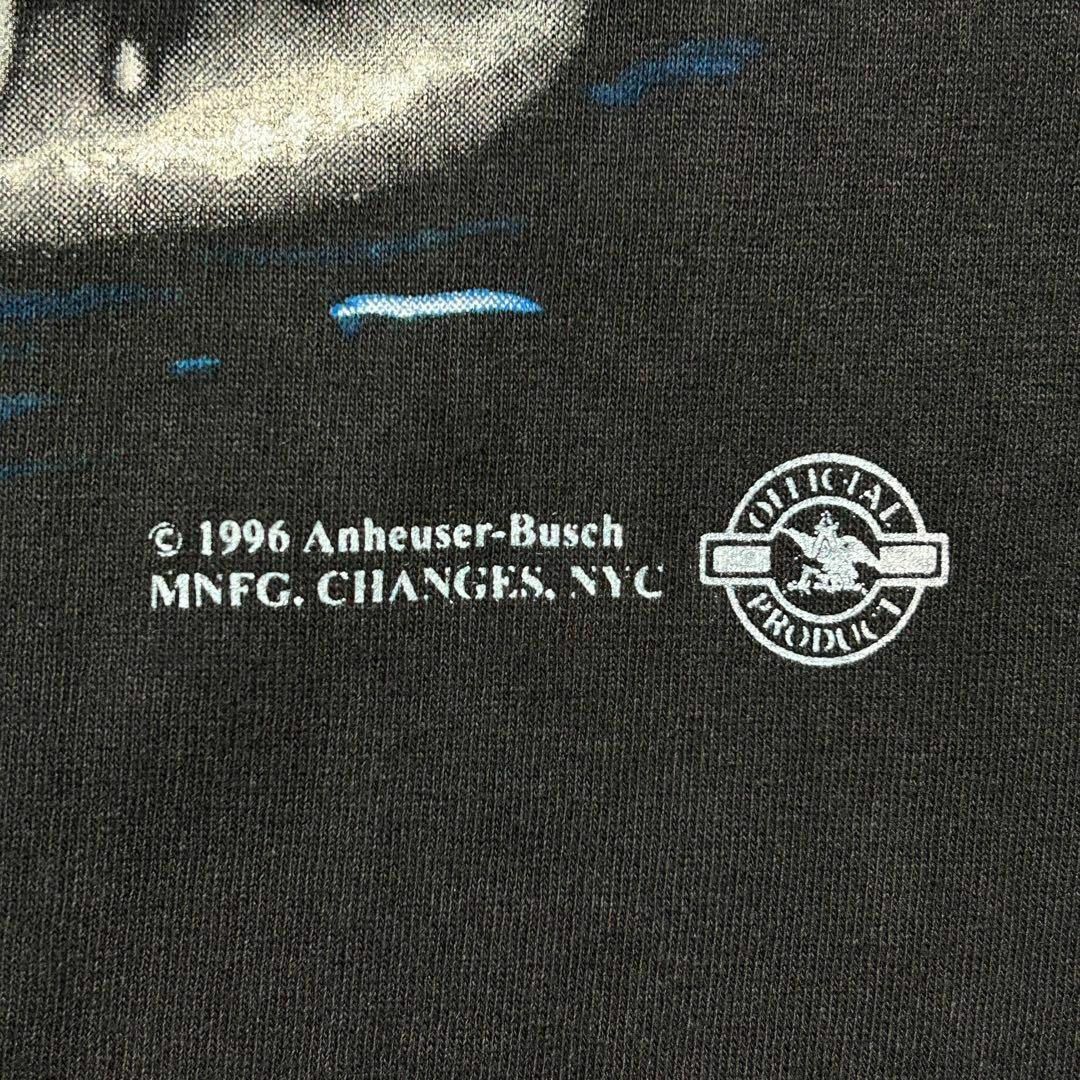 © 1996 Anheuser-Busch
MNFG. CHANGES, NYC
OFFICIAL
PRODUCT